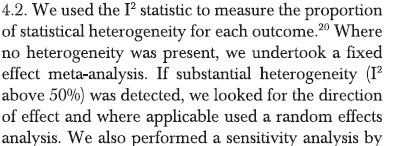 4.2. We used the I² statistic to measure the proportion
of statistical heterogeneity for each outcome.²⁰ Where
no heterogeneity was present, we undertook a fixed
effect meta-analysis. If substantial heterogeneity (I²
above 50%) was detected, we looked for the direction
of effect and where applicable used a random effects
analysis. We also performed a sensitivity analysis by